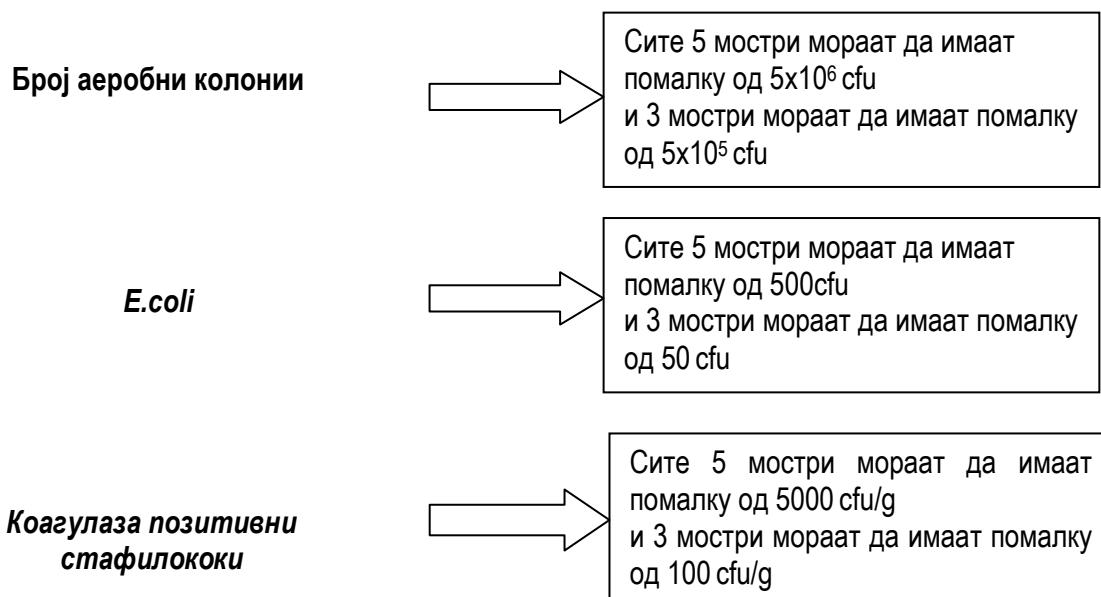 Број аеробни колонии
Сите 5 мостри мораат да имаат
помалку од 5x10⁶ cfu
и 3 мостри мораат да имаат помалку
од 5x10⁵ cfu
E.coli
Сите 5 мостри мораат да имаат
помалку од 500cfu
и 3 мостри мораат да имаат помалку
од 50 cfu
Коагулаза позитивни
стафилококи
Сите 5 мостри мораат да имаат
помалку од 5000 cfu/g
и 3 мостри мораат да имаат помалку
од 100 cfu/g